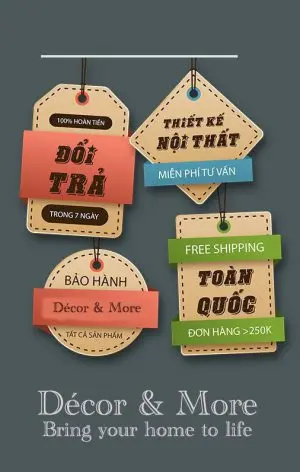 100% HOÀN TIỀN
ĐỔI
TRẢ
TRONG 7 NGÀY
THIẾT KẾ
NỘI THẤT
MIỄN PHÍ TƯ VẤN
BẢO HÀNH
Décor & More
TẤT CẢ SẢN PHẨM
FREE SHIPPING
TOÀN
QUỐC
ĐƠN HÀNG >250K
Décor & More
Bring your home to life